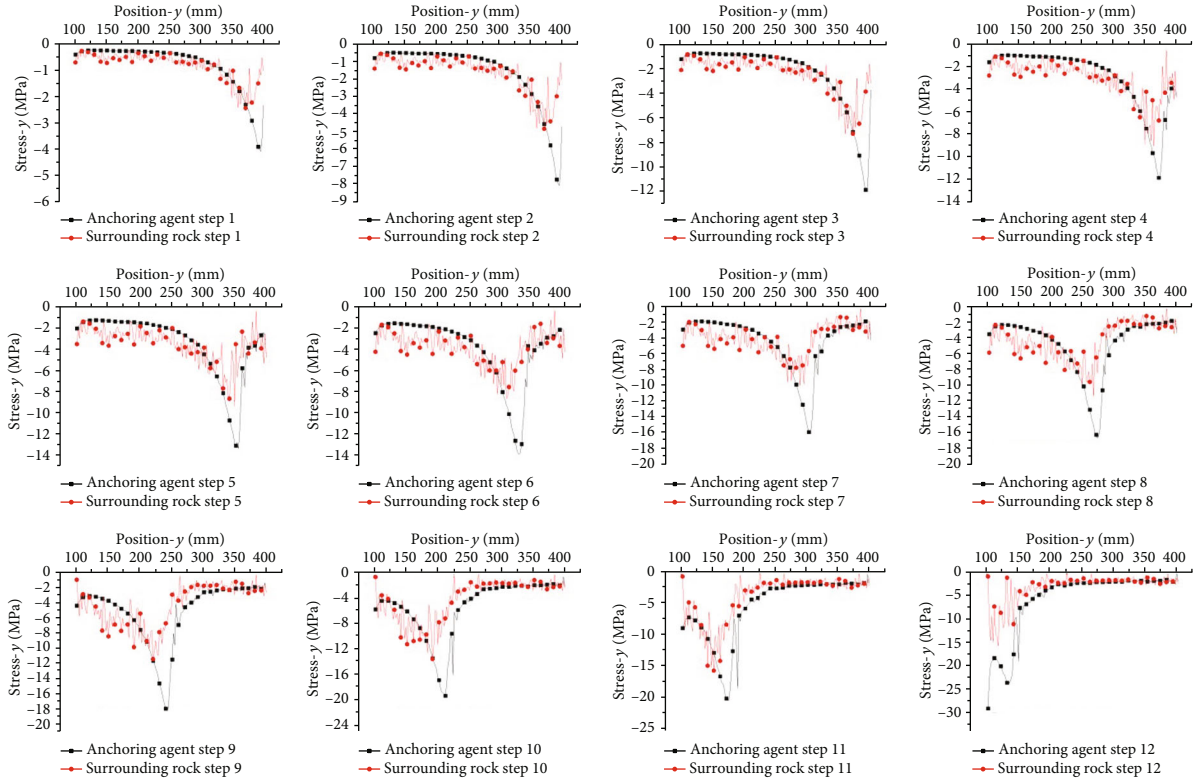 Position-y (mm) Position-y (mm) Position-y (mm) Position-y (mm)
100 150 200 250 300 350 400 100 150 200 250 300 350 400 100 150 200 250 300 350 400 100 150 200 250 300 350 400
Stress-y (MPa) Stress-y (MPa) Stress-y (MPa) Stress-y (MPa)
0 −1 −2 −3 −4 −5 −6
0 −1 −2 −3 −4 −5 −6 −7 −8 −9
0 −2 −4 −6 −8 −10 −12
0 −2 −4 −6 −8 −10 −12 −14
Anchoring agent step 1 Anchoring agent step 2 Anchoring agent step 3 Anchoring agent step 4
Surrounding rock step 1 Surrounding rock step 2 Surrounding rock step 3 Surrounding rock step 4
Position-y (mm) Position-y (mm) Position-y (mm) Position-y (mm)
100 150 200 250 300 350 400 100 150 200 250 300 350 400 100 150 200 250 300 350 400 100 150 200 250 300 350 400
Stress-y (MPa) Stress-y (MPa) Stress-y (MPa) Stress-y (MPa)
0 −2 −4 −6 −8 −10 −12 −14
0 −2 −4 −6 −8 −10 −12 −14
0 −2 −4 −6 −8 −10 −12 −14 −16 −18 −20
0 −2 −4 −6 −8 −10 −12 −14 −16 −18 −20
Anchoring agent step 5 Anchoring agent step 6 Anchoring agent step 7 Anchoring agent step 8
Surrounding rock step 5 Surrounding rock step 6 Surrounding rock step 7 Surrounding rock step 8
Position-y (mm) Position-y (mm) Position-y (mm) Position-y (mm)
100 150 200 250 300 350 400 100 150 200 250 300 350 400 100 150 200 250 300 350 400 100 150 200 250 300 350 400
Stress-y (MPa) Stress-y (MPa) Stress-y (MPa) Stress-y (MPa)
0 −2 −4 −6 −8 −10 −12 −14 −16 −18 −20
0 −4 −8 −12 −16 −20 −24
0 −5 −10 −15 −20 −25
0 −5 −10 −15 −20 −25 −30
Anchoring agent step 9 Anchoring agent step 10 Anchoring agent step 11 Anchoring agent step 12
Surrounding rock step 9 Surrounding rock step 10 Surrounding rock step 11 Surrounding rock step 12